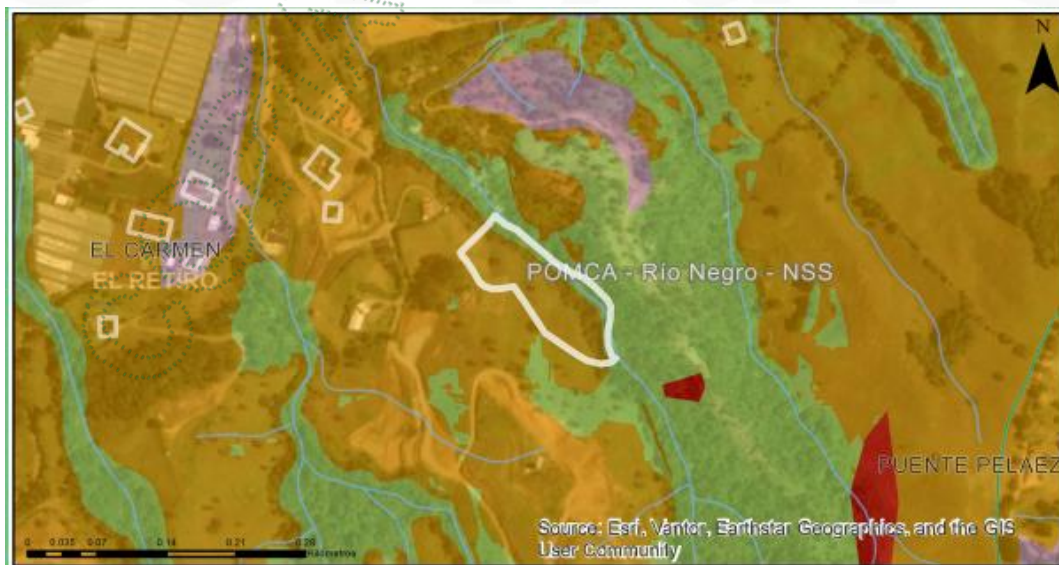 N
EL CARMEN
EL RETIRO
POMCA - Río Negro - NSS
PUENTE PELAEZ
Source: Esri, Vantor, Earthstar Geographics, and the GIS
User Community
0 0.035 0.07 0.14 0.21 0.28
Kilometros